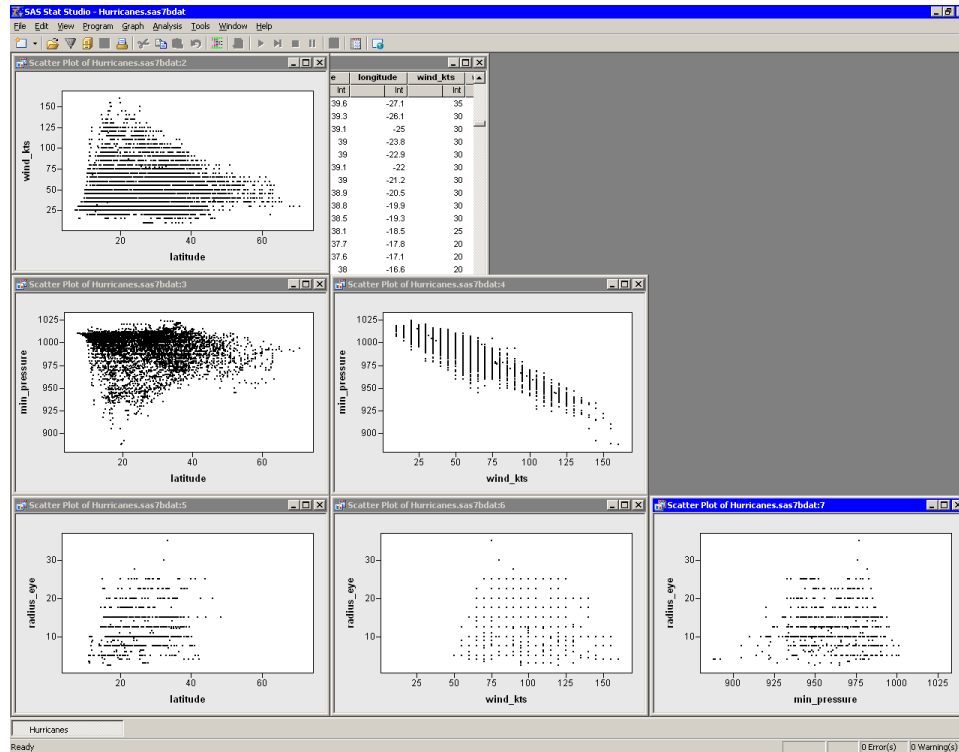 SAS Stat Studio - Hurricanes.sas7bdat
File Edit View Program Graph Analysis Tools Window Help
Scatter Plot of Hurricanes.sas7bdat:2
150
125
100
75
50
25
wind_kts
20 40 60
latitude
e longitude wind_kts
Int Int Int
39.6 -27.1 35
39.3 -26.1 30
39.1 -25 30
39 -23.8 30
39 -22.9 30
39.1 -22 30
39 -21.2 30
38.9 -20.5 30
38.8 -19.9 30
38.5 -19.3 30
38.1 -18.5 25
37.7 -17.8 20
37.6 -17.1 20
38 -16.6 20
Scatter Plot of Hurricanes.sas7bdat:3
1025
1000
975
950
925
900
min_pressure
20 40 60
latitude
Scatter Plot of Hurricanes.sas7bdat:4
1025
1000
975
950
925
900
min_pressure
25 50 75 100 125 150
wind_kts
Scatter Plot of Hurricanes.sas7bdat:5
30
20
10
radius_eye
20 40 60
latitude
Scatter Plot of Hurricanes.sas7bdat:6
30
20
10
radius_eye
25 50 75 100 125 150
wind_kts
Scatter Plot of Hurricanes.sas7bdat:7
30
20
10
radius_eye
900 925 950 975 1000 1025
min_pressure
Hurricanes
Ready 0 Error(s) 0 Warning(s)